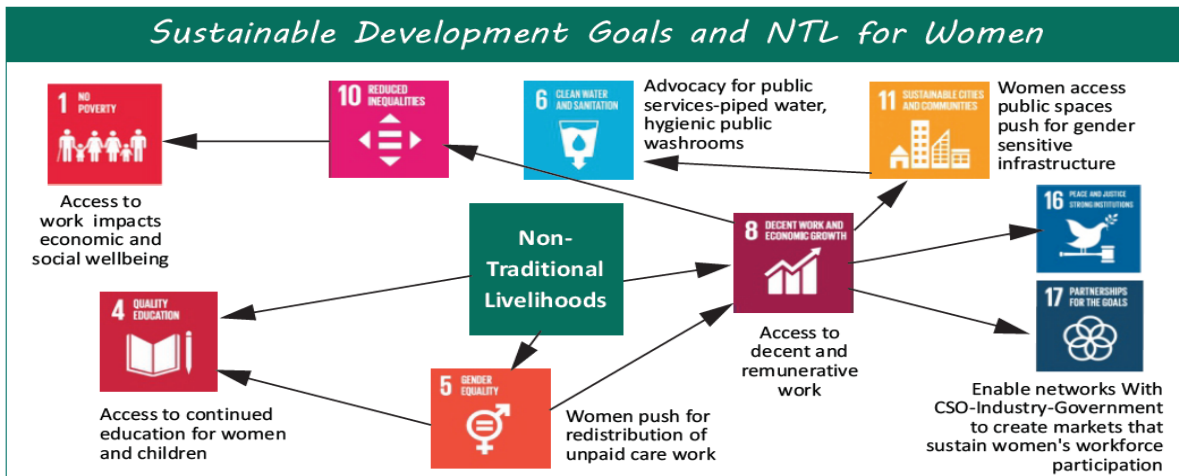 Sustainable Development Goals and NTL for Women
1 NO
POVERTY
Access to
work impacts
economic and
social wellbeing
10 REDUCED
INEQUALITIES
6 CLEAN WATER
AND SANITATION
Advocacy for public
services-piped water,
hygienic public
washrooms
11 SUSTAINABLE CITIES
AND COMMUNITIES
Women access
public spaces
push for gender
sensitive
infrastructure
Non-
Traditional
Livelihoods
8 DECENT WORK AND
ECONOMIC GROWTH
Access to
decent and
remunerative
work
16 PEACE AND JUSTICE
STRONG INSTITUTIONS
17 PARTNERSHIPS
FOR THE GOALS
Enable networks With
CSO-Industry-Government
to create markets that
sustain women's workforce
participation
4 QUALITY
EDUCATION
Access to continued
education for women
and children
5 GENDER
EQUALITY
Women push for
redistribution of
unpaid care work